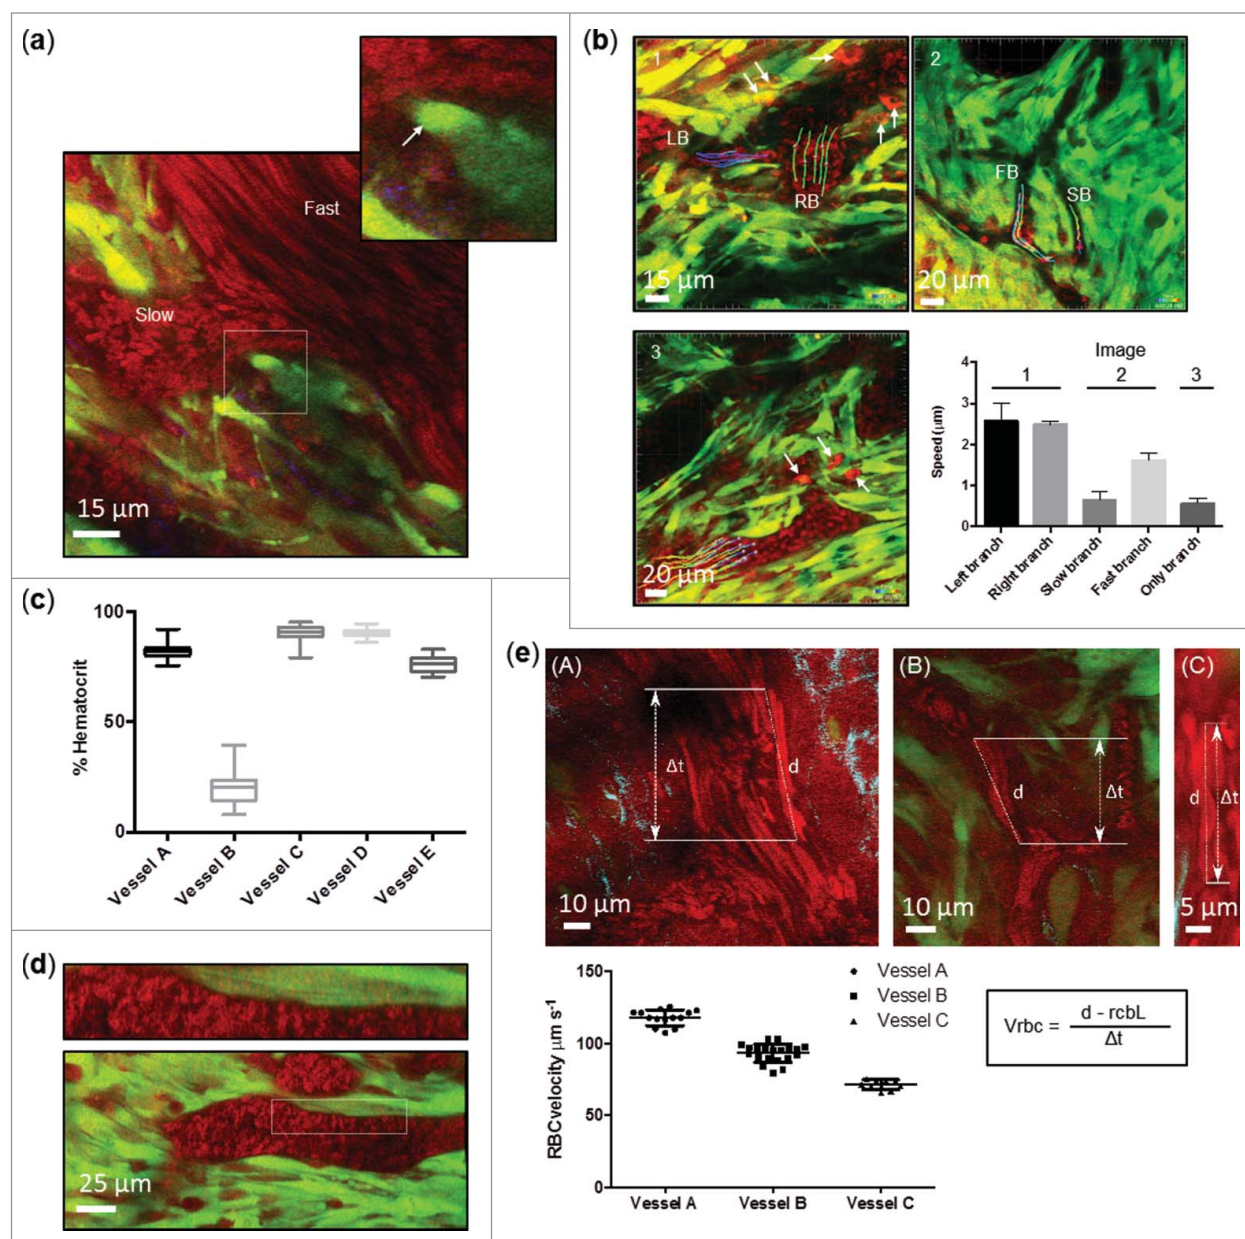 (a)
Fast
Slow
15 μm
(b)
1
LB
RB
15 μm
2
FB
SB
20 μm
3
20 μm
Image
1 2 3
4
3
2
1
0
Speed (μm)
Left branch
Right branch
Slow branch
Fast branch
Only branch
(c)
100
50
0
% Hematocrit
Vessel A
Vessel B
Vessel C
Vessel D
Vessel E
(d)
25 μm
(e)
(A)
Δt
d
10 μm
(B)
d
Δt
10 μm
(C)
d
Δt
5 μm
150
100
50
0
RBCvelocity μm s-1
Vessel A
Vessel B
Vessel C
Vessel A
Vessel B
Vessel C
Vrbc = d - rcbL
Δt